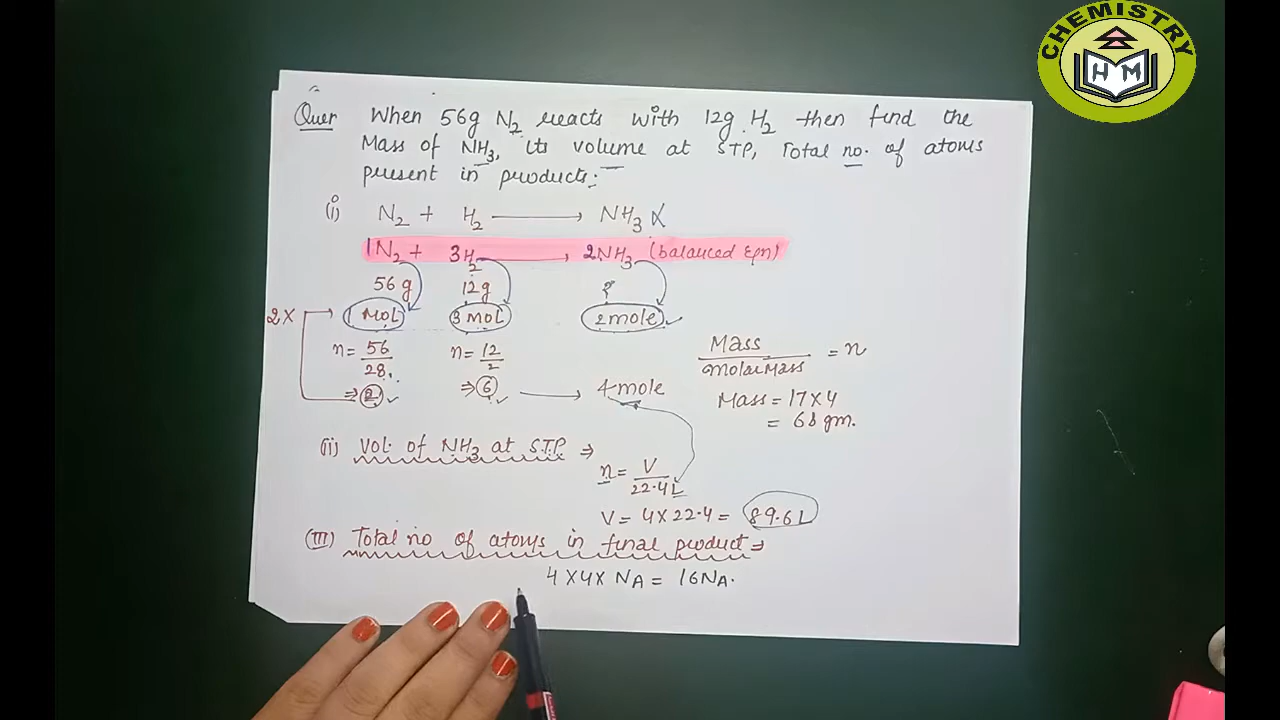 CHEMISTRY
HM
Ques When 56g N2 reacts with 12g H2 then find the
Mass of NH3, its volume at STP, Total no. of atoms
present in products:-
(i) N2 + H2 → NH3 X
1N2 + 3H2 → 2NH3 (balanced Eqn)
56g 12g ?
2X → 1 MOL 3 MOL 2 mole ✓
n = 56/28 n = 12/2
Mass/molar Mass = n
⇒ 2 ✓ ⇒ 6 ✓ → 4 mole
Mass = 17 X 4
= 68 gm.
(ii) Vol. of NH3 at S.T.P ⇒
n = V/22.4L
V = 4 X 22.4 = 89.6 L
(III) Total no of atoms in final product ⇒
4 X 4 X NA = 16NA.